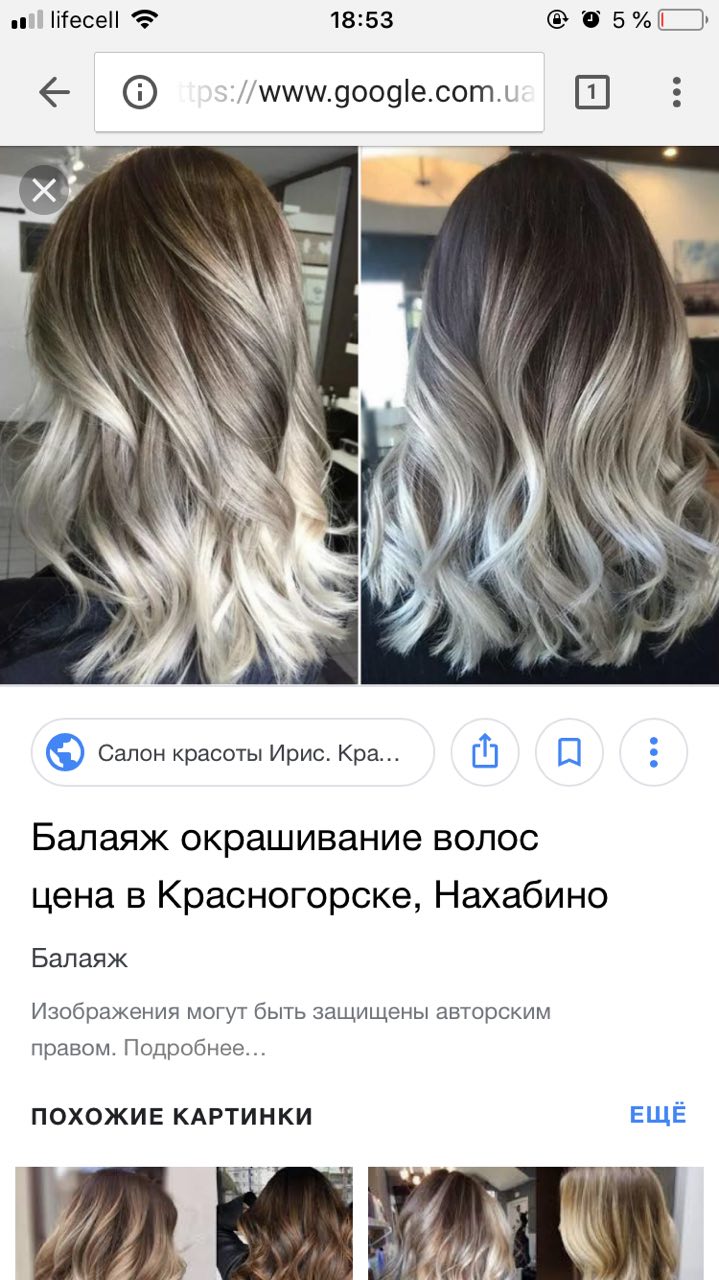 lifecell 18:53 5 %
ttps://www.google.com.ua 1
Салон красоты Ирис. Кра...
Балаяж окрашивание волос
цена в Красногорске, Нахабино
Балаяж
Изображения могут быть защищены авторским
правом. Подробнее...
ПОХОЖИЕ КАРТИНКИ ЕЩЁ